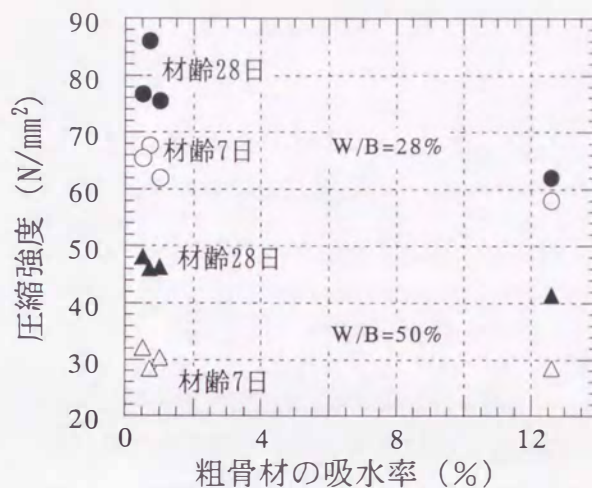 90
80
70
60
50
40
30
20
圧縮強度 (N/mm²)
材齢28日
材齢7日
W/B=28%
材齢28日
W/B=50%
材齢7日
0 4 8 12
粗骨材の吸水率 (%)